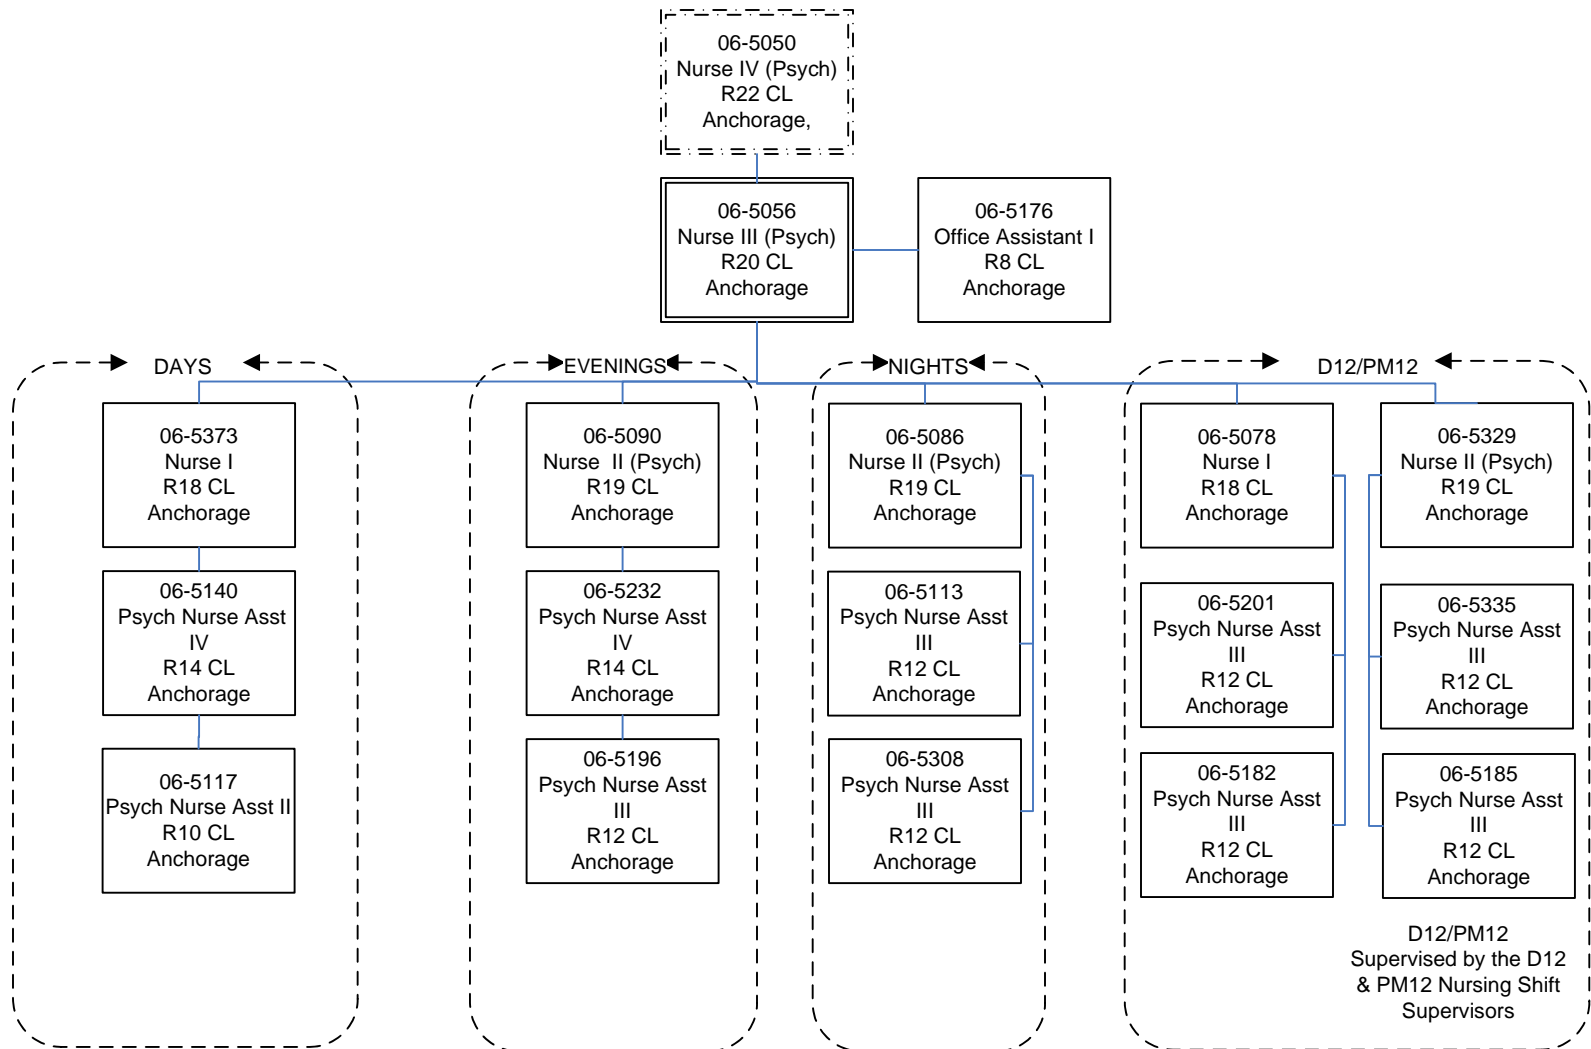 06-5050
Nurse IV (Psych)
R22 CL
Anchorage,
06-5056
Nurse III (Psych)
R20 CL
Anchorage
06-5176
Office Assistant I
R8 CL
Anchorage
DAYS
EVENINGS
NIGHTS
D12/PM12
06-5373
Nurse I
R18 CL
Anchorage
06-5090
Nurse II (Psych)
R19 CL
Anchorage
06-5086
Nurse II (Psych)
R19 CL
Anchorage
06-5078
Nurse I
R18 CL
Anchorage
06-5329
Nurse II (Psych)
R19 CL
Anchorage
06-5140
Psych Nurse Asst
IV
R14 CL
Anchorage
06-5232
Psych Nurse Asst
IV
R14 CL
Anchorage
06-5113
Psych Nurse Asst
III
R12 CL
Anchorage
06-5201
Psych Nurse Asst
III
R12 CL
Anchorage
06-5335
Psych Nurse Asst
III
R12 CL
Anchorage
06-5117
Psych Nurse Asst II
R10 CL
Anchorage
06-5196
Psych Nurse Asst
III
R12 CL
Anchorage
06-5308
Psych Nurse Asst
III
R12 CL
Anchorage
06-5182
Psych Nurse Asst
III
R12 CL
Anchorage
06-5185
Psych Nurse Asst
III
R12 CL
Anchorage
D12/PM12
Supervised by the D12
& PM12 Nursing Shift
Supervisors